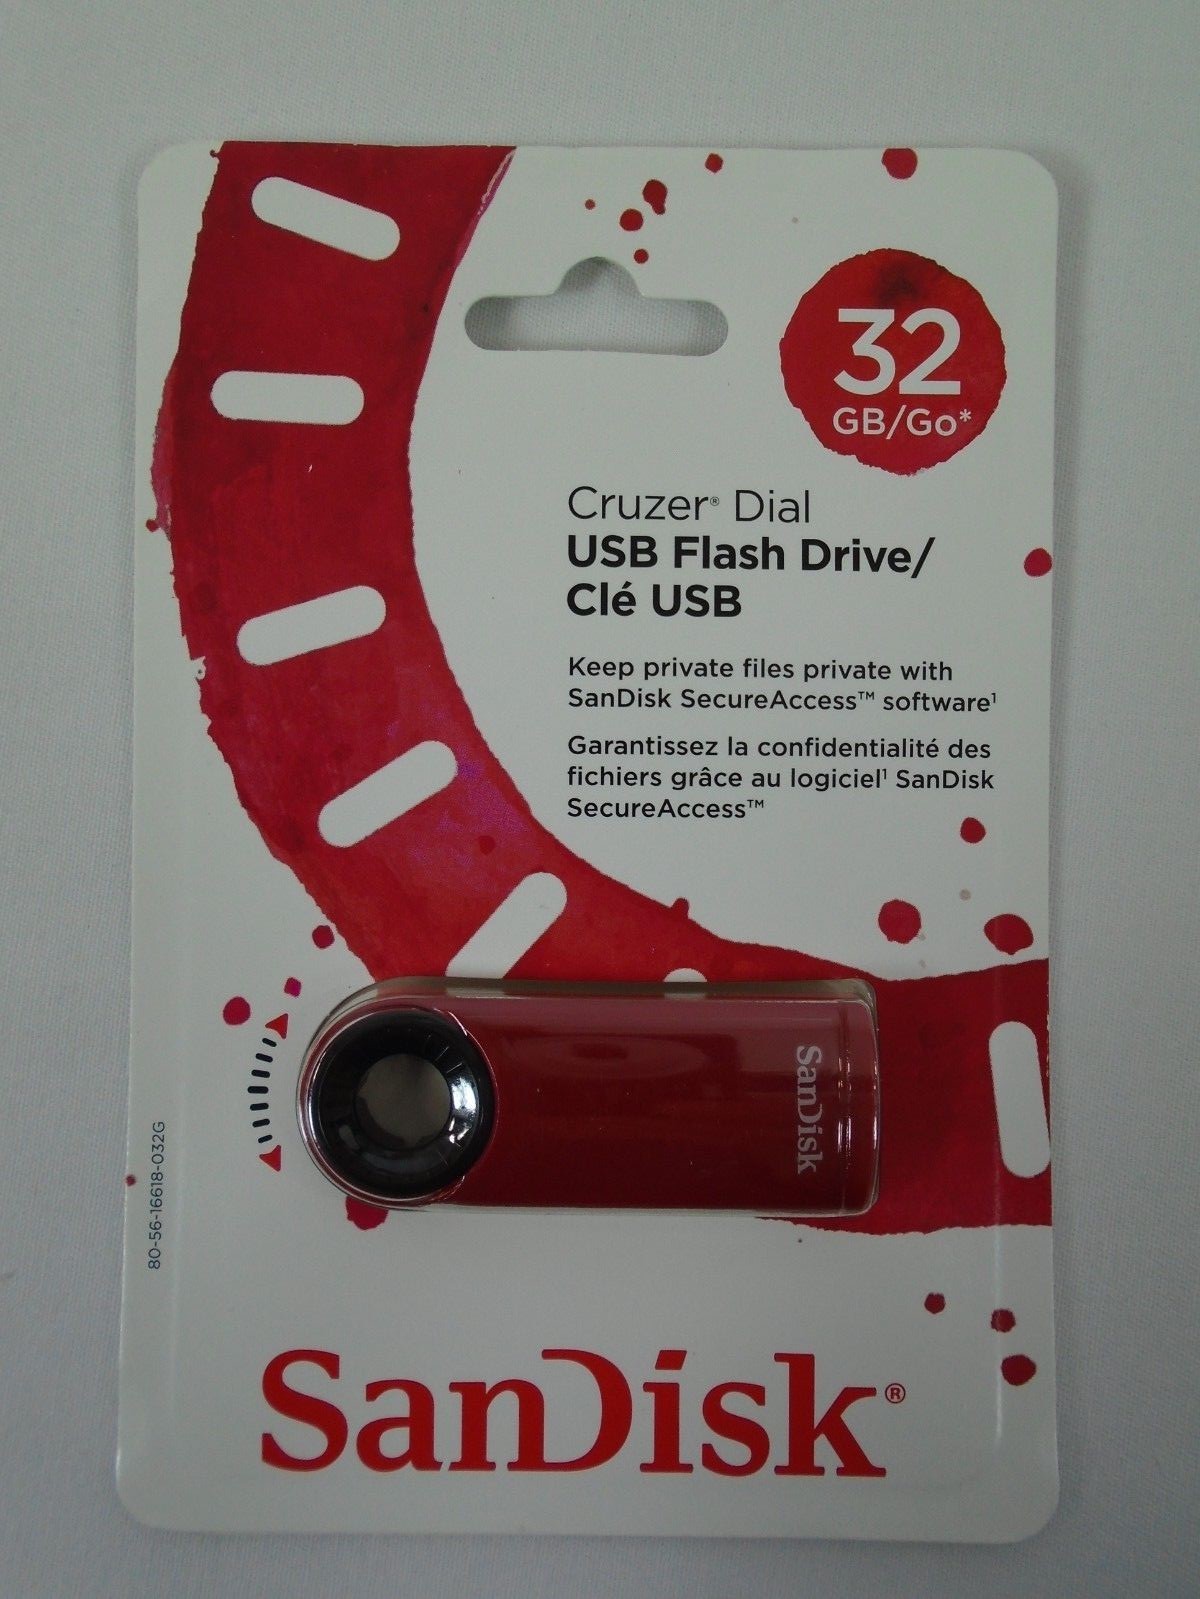 32
GB/Go*
Cruzer® Dial
USB Flash Drive/
Clé USB
Keep private files private with
SanDisk SecureAccess™ software¹
Garantissez la confidentialité des
fichiers grâce au logiciel¹ SanDisk
SecureAccess™
SanDisk
80-56-16618-032G
SanDisk®